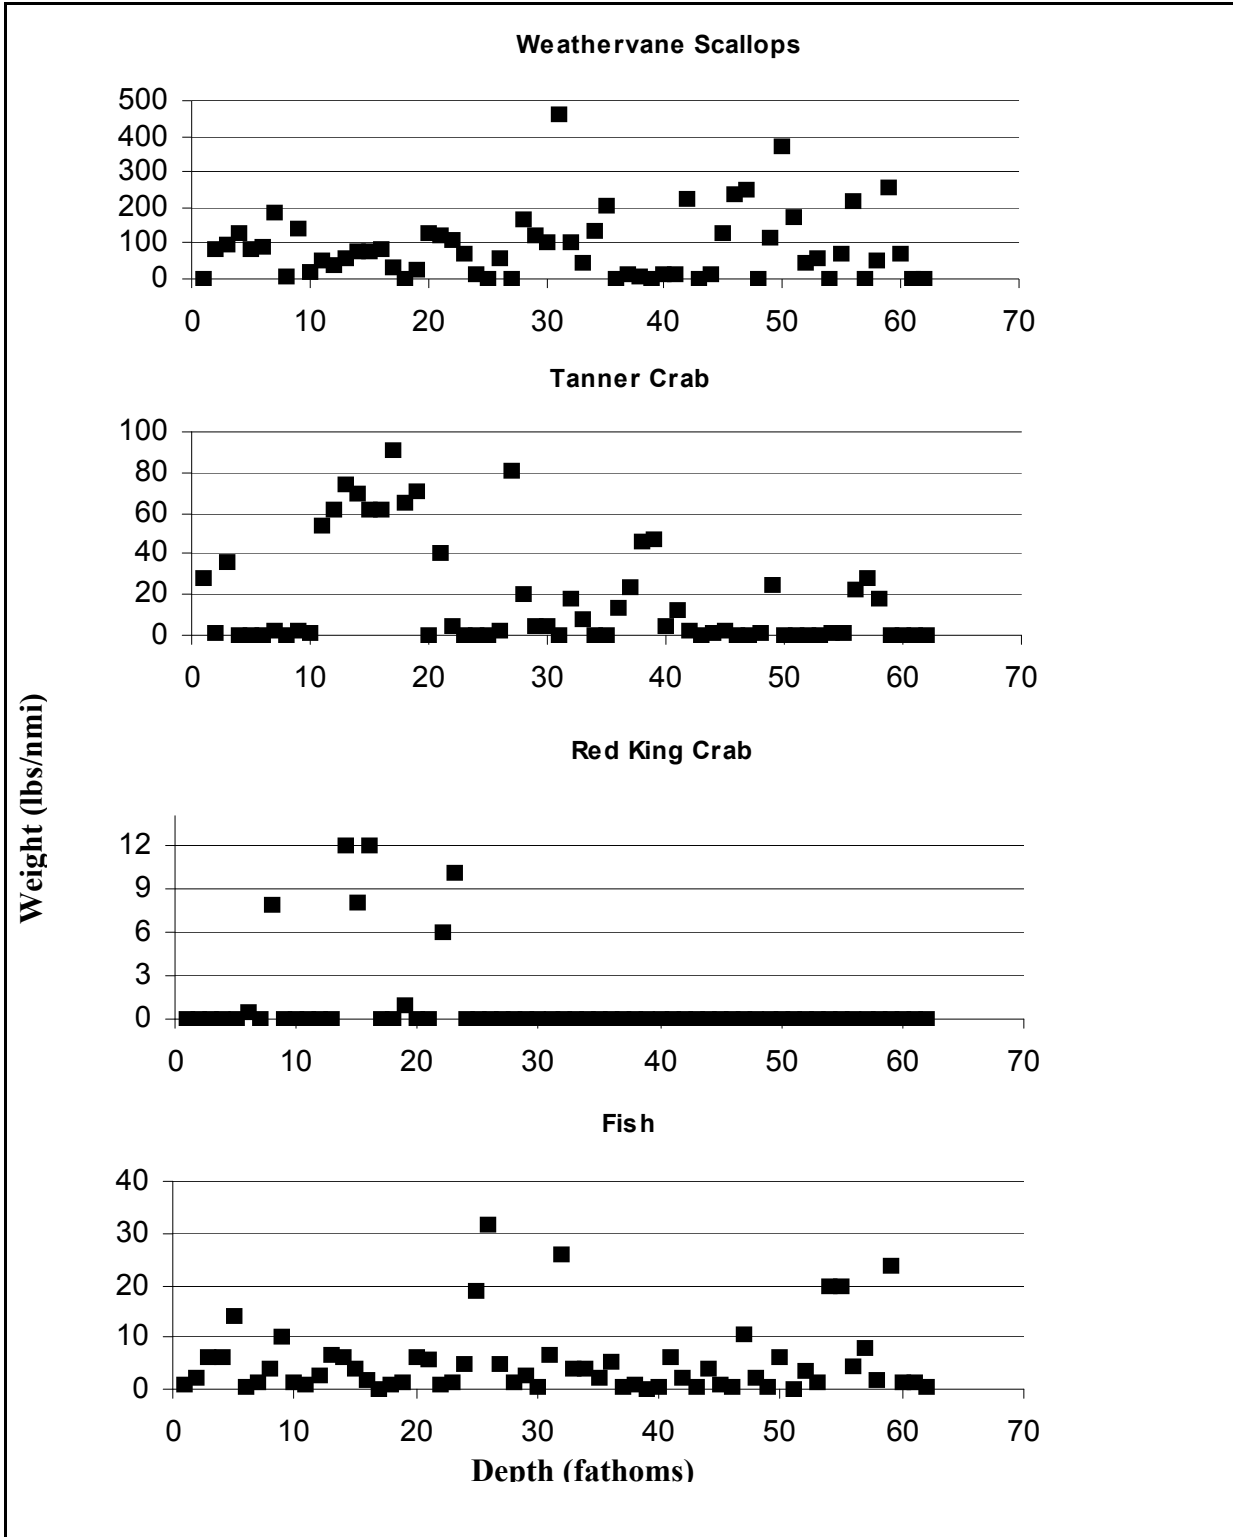 Weathervane Scallops
500
400
300
200
100
0
0 10 20 30 40 50 60 70
Tanner Crab
100
80
60
40
20
0
0 10 20 30 40 50 60 70
Weight (lbs/nmi)
Red King Crab
12
9
6
3
0
0 10 20 30 40 50 60 70
Fish
40
30
20
10
0
0 10 20 30 40 50 60 70
Depth (fathoms)